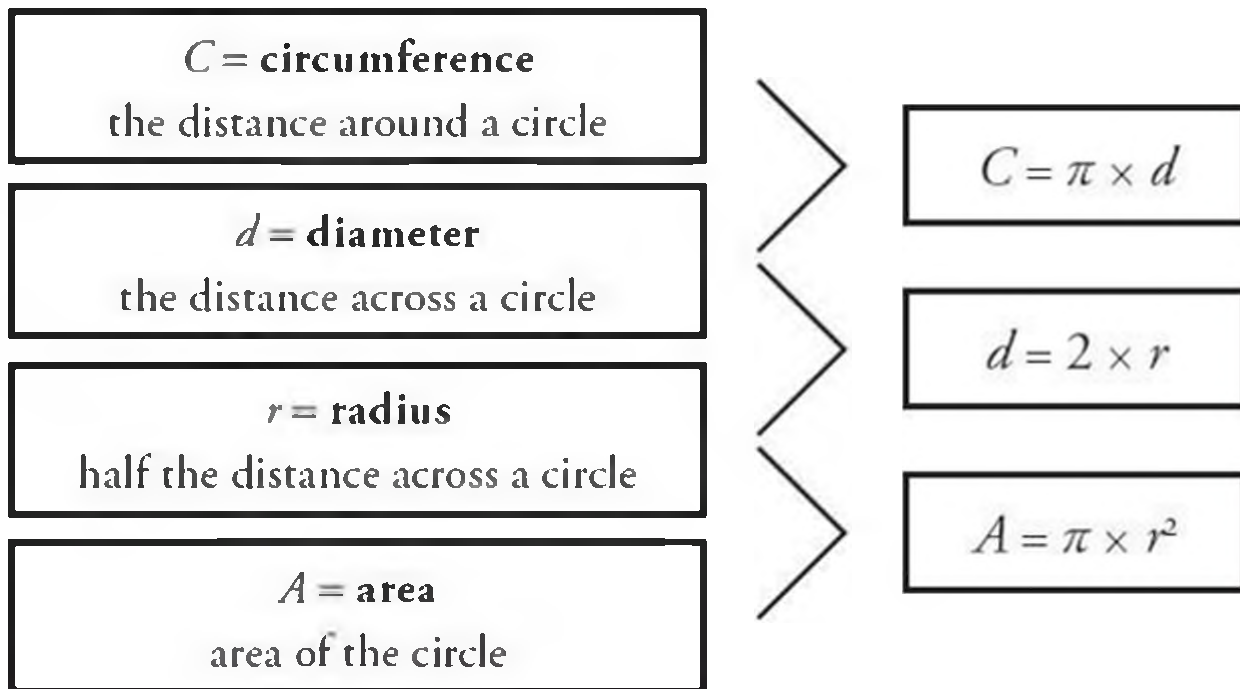 C = circumference
the distance around a circle
d = diameter
the distance across a circle
r = radius
half the distance across a circle
A = area
area of the circle
C = π × d
d = 2 × r
A = π × r²